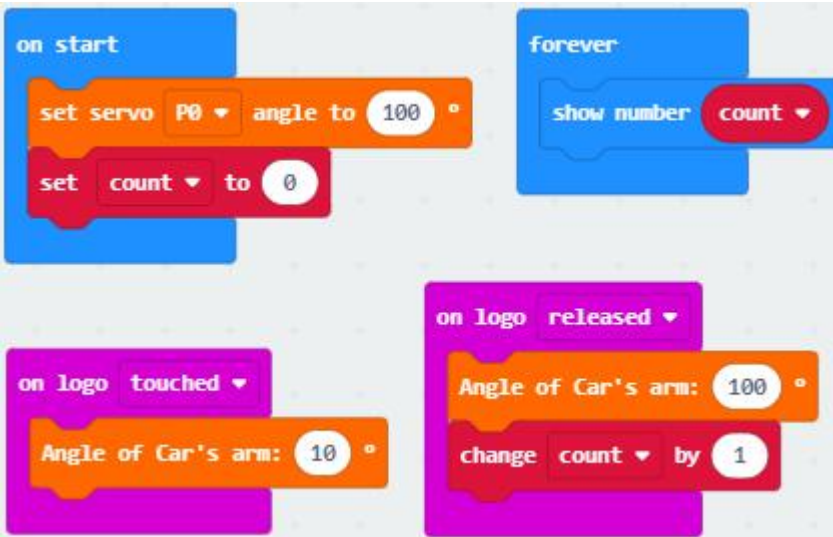 on start
set servo P0 angle to 100 °
set count to 0
forever
show number count
on logo touched
Angle of Car's arm: 10 °
on logo released
Angle of Car's arm: 100 °
change count by 1